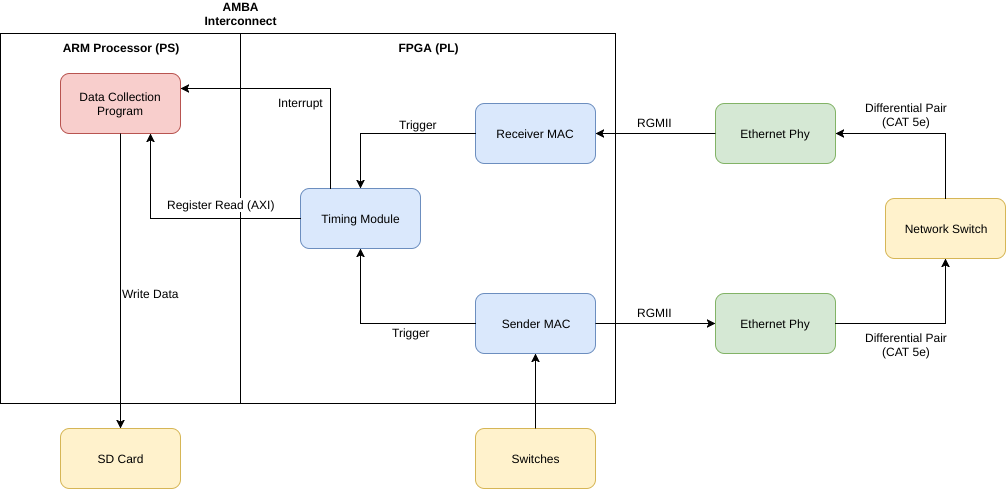 AMBA
Interconnect
ARM Processor (PS)
FPGA (PL)
Data Collection
Program
Interrupt
Trigger
Receiver MAC
RGMII
Ethernet Phy
Differential Pair
(CAT 5e)
Register Read (AXI)
Timing Module
Network Switch
Write Data
Trigger
Sender MAC
RGMII
Ethernet Phy
Differential Pair
(CAT 5e)
SD Card
Switches